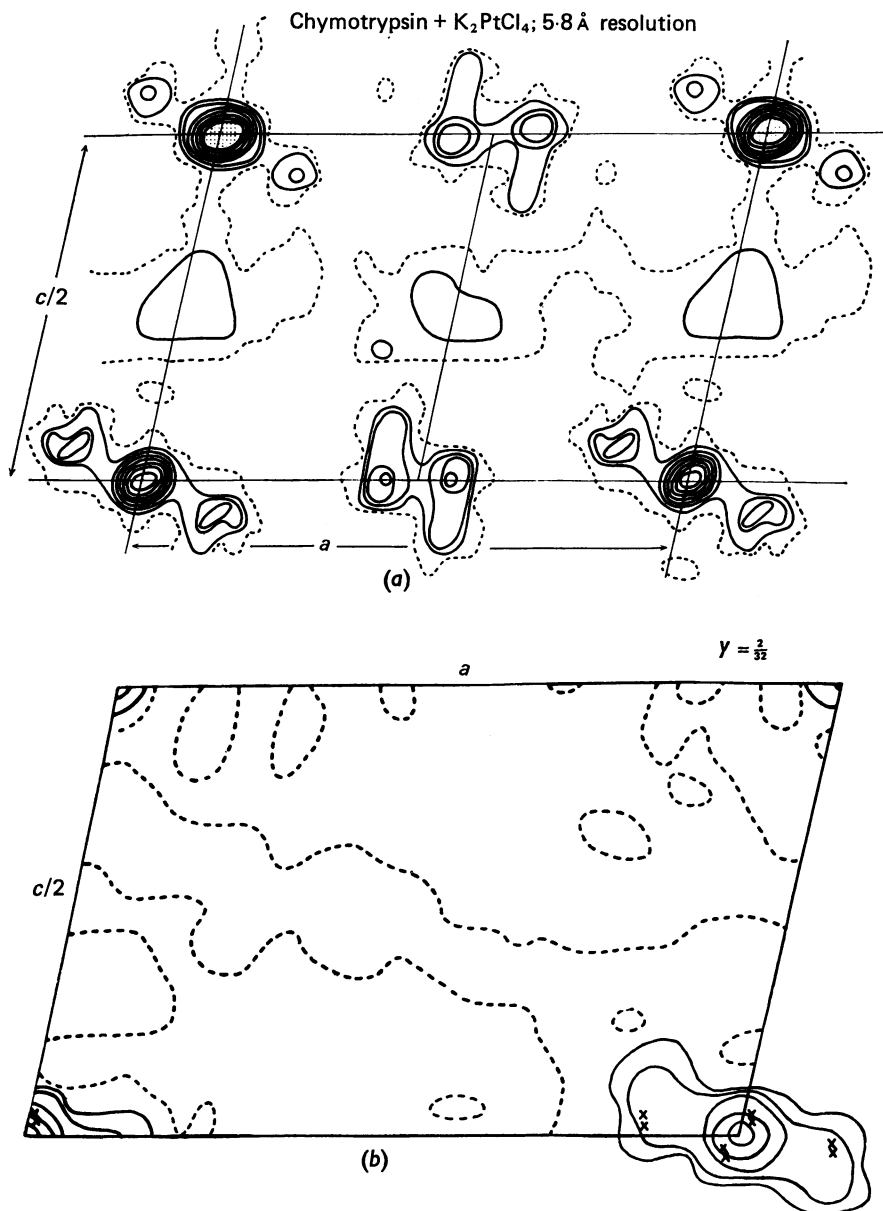 Chymotrypsin + K₂PtCl₄; 5·8 Å resolution
c/2
a
(a)
y = 2/32
a
c/2
(b)